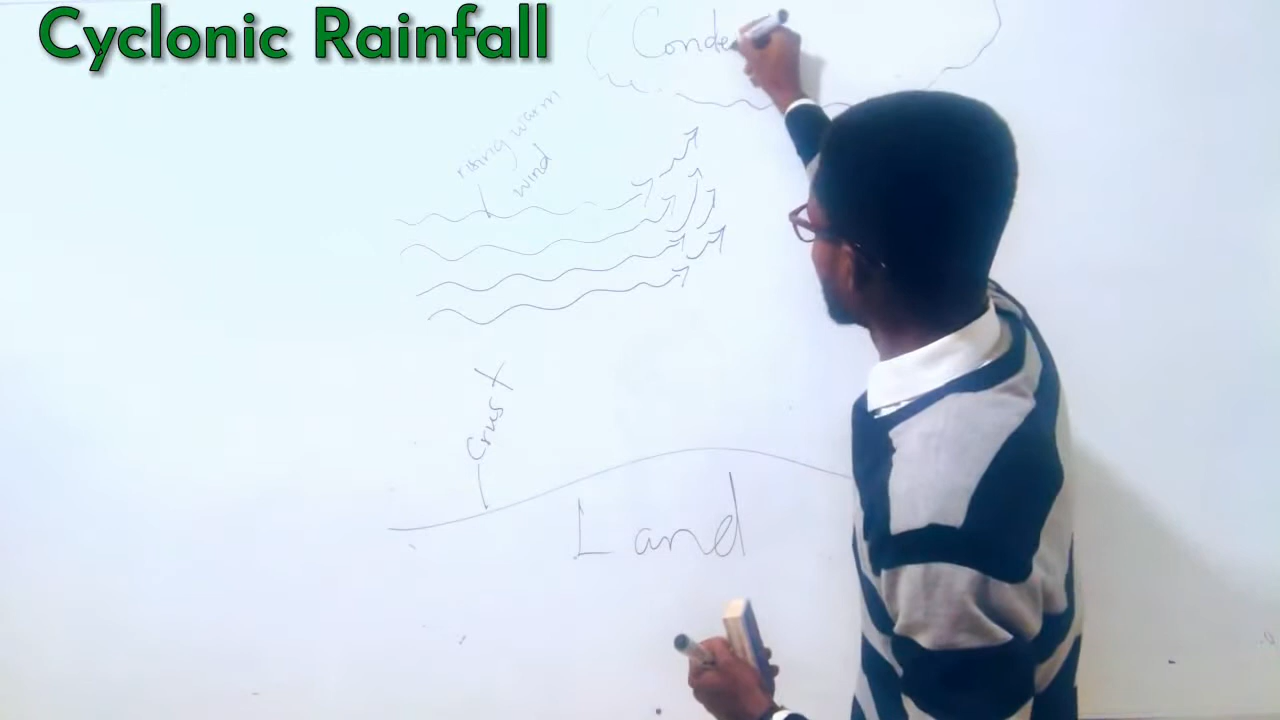 Cyclonic Rainfall
Conde
rising warm
wind
Crust
Land